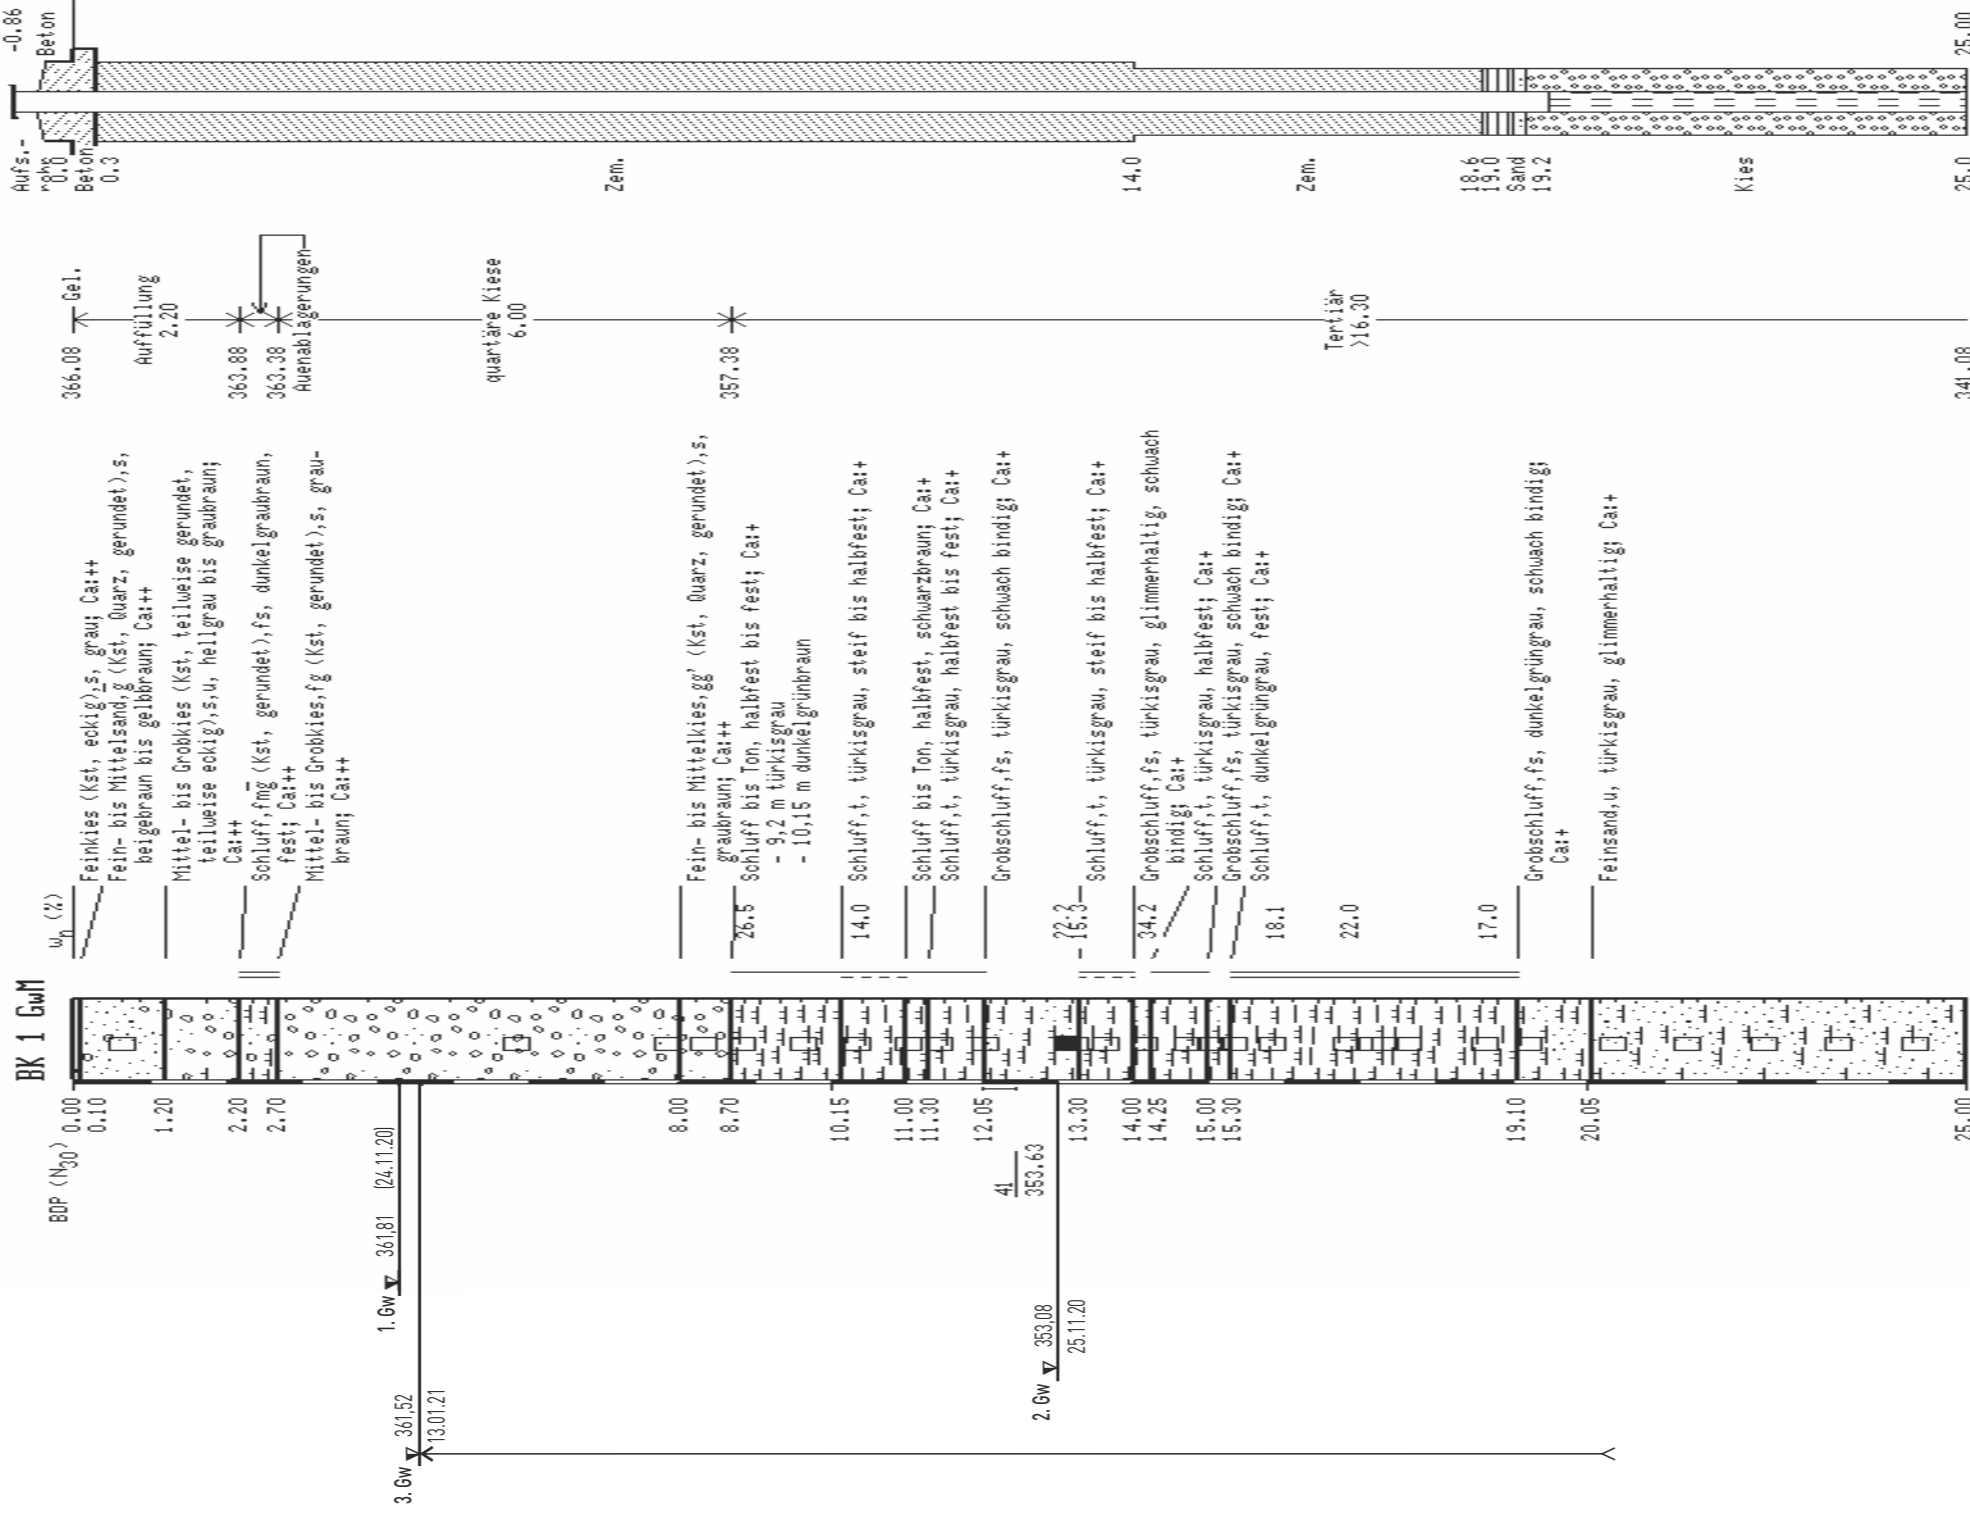 BK 1 GwM
BDP (N30)
wn (%)
0.00
0.10
1.20
2.20
2.70
8.00
8.70
10.15
11.00
11.30
12.05
13.30
14.00
14.25
15.00
15.30
19.10
20.05
25.00
1. Gw 361,81 (24.11.20)
3. Gw 361,52
13.01.21
2. Gw 353,08
25.11.20
41
353.63
26.5
14.0
22.2
15.3
34.2
18.1
22.0
17.0
Feinkies (Kst, eckig),s, grau; Ca:++
Fein- bis Mittelsand,g (Kst, Quarz, gerundet),s,
beigebraun bis gelbbraun; Ca:++
Mittel- bis Grobkies (Kst, teilweise gerundet,
teilweise eckig),s,u, hellgrau bis graubraun;
Ca:++
Schluff,fmg (Kst, gerundet),fs, dunkelgraubraun,
fest; Ca:++
Mittel- bis Grobkies,fg (Kst, gerundet),s, grau-
braun; Ca:++
Fein- bis Mittelkies,gg' (Kst, Quarz, gerundet),s,
graubraun; Ca:++
Schluff bis Ton, halbfest bis fest; Ca:+
- 9,2 m türkisgrau
- 10,15 m dunkelgrünbraun
Schluff,t, türkisgrau, steif bis halbfest; Ca:+
Schluff bis Ton, halbfest, schwarzbraun; Ca:+
Schluff,t, türkisgrau, halbfest bis fest; Ca:+
Grobschluff,fs, türkisgrau, schwach bindig; Ca:+
Schluff,t, türkisgrau, steif bis halbfest; Ca:+
Grobschluff,fs, türkisgrau, glimmerhaltig, schwach
bindig; Ca:+
Schluff,t, türkisgrau, halbfest; Ca:+
Grobschluff,fs, türkisgrau, schwach bindig; Ca:+
Schluff,t, dunkelgrüngrau, fest; Ca:+
Grobschluff,fs, dunkelgrüngrau, schwach bindig;
Ca:+
Feinsand,u, türkisgrau, glimmerhaltig; Ca:+
366.08 Gel.
Auffüllung
2.20
363.88
363.38
Auenablagerungen
quartäre Kiese
6.00
357.38
Tertiär
>16.30
341.08
Aufs.-
rohr
0.0
Beton
0.3
Zem.
14.0
Zem.
18.6
19.0
Sand
19.2
Kies
25.0
-0.86
Beton
25.00